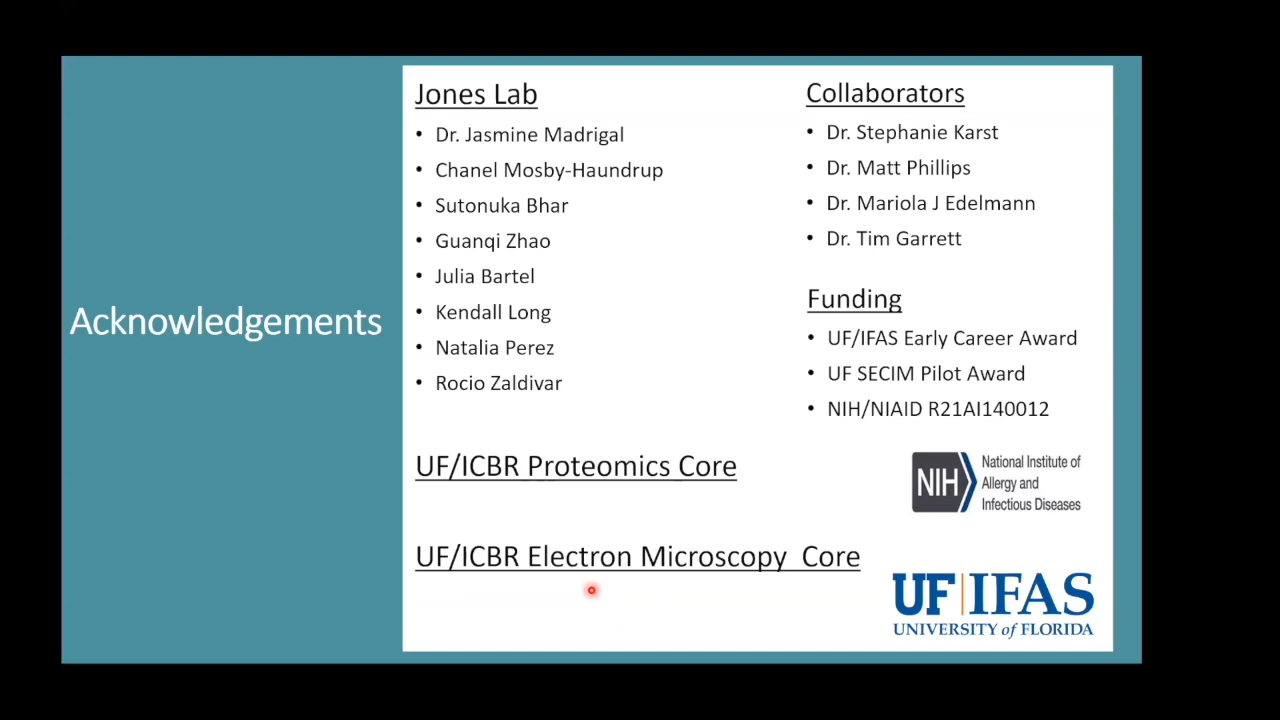 Acknowledgements
Jones Lab
• Dr. Jasmine Madrigal
• Chanel Mosby-Haundrup
• Sutonuka Bhar
• Guanqi Zhao
• Julia Bartel
• Kendall Long
• Natalia Perez
• Rocio Zaldivar
UF/ICBR Proteomics Core
UF/ICBR Electron Microscopy Core
Collaborators
• Dr. Stephanie Karst
• Dr. Matt Phillips
• Dr. Mariola J Edelmann
• Dr. Tim Garrett
Funding
• UF/IFAS Early Career Award
• UF SECIM Pilot Award
• NIH/NIAID R21AI140012
NIH
National Institute of
Allergy and
Infectious Diseases
UF|IFAS
UNIVERSITY of FLORIDA